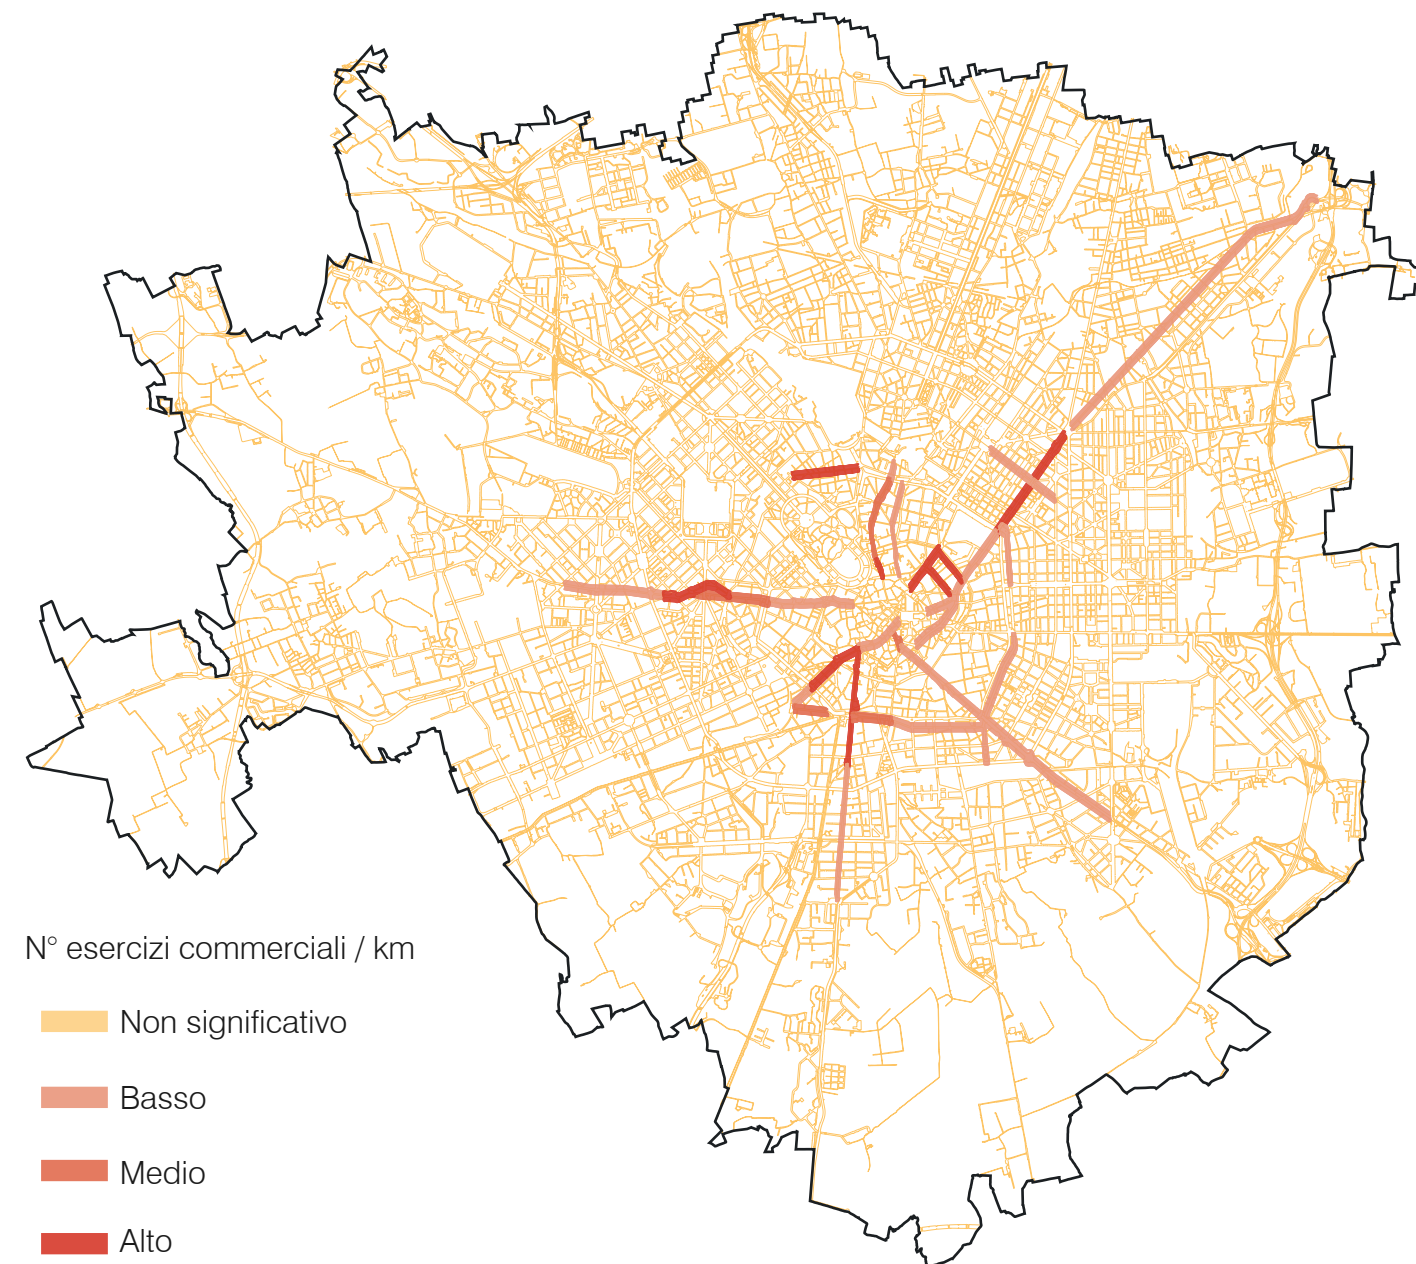 N° esercizi commerciali / km
Non significativo
Basso
Medio
Alto